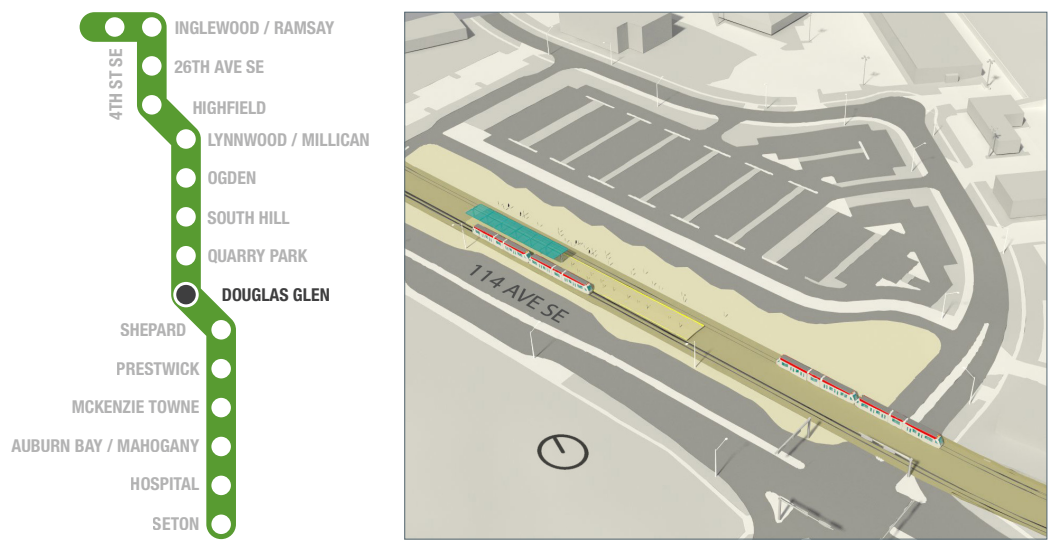 4TH ST SE
INGLEWOOD / RAMSAY
26TH AVE SE
HIGHFIELD
LYNNWOOD / MILLICAN
OGDEN
SOUTH HILL
QUARRY PARK
DOUGLAS GLEN
SHEPARD
PRESTWICK
MCKENZIE TOWNE
AUBURN BAY / MAHOGANY
HOSPITAL
SETON
114 AVE SE